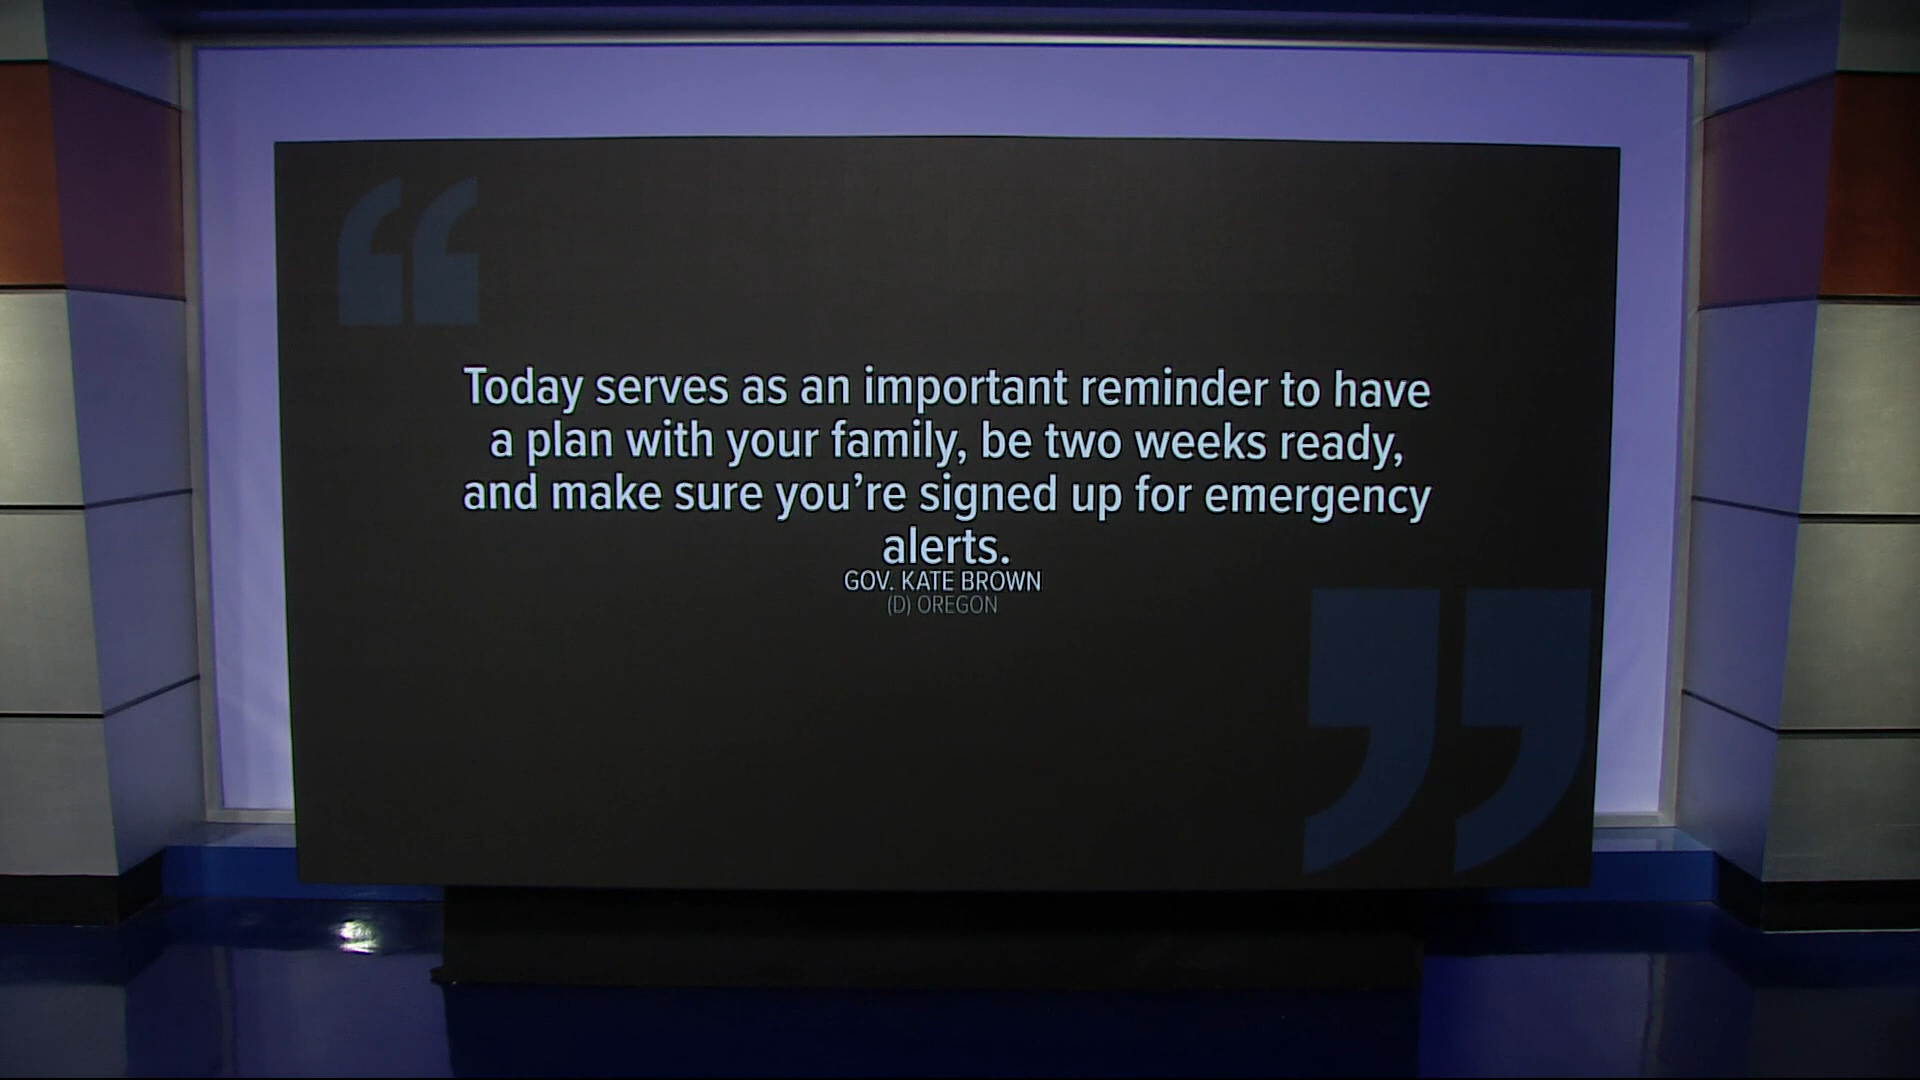 “
Today serves as an important reminder to have
a plan with your family, be two weeks ready,
and make sure you’re signed up for emergency
alerts.
GOV. KATE BROWN
(D) OREGON
”